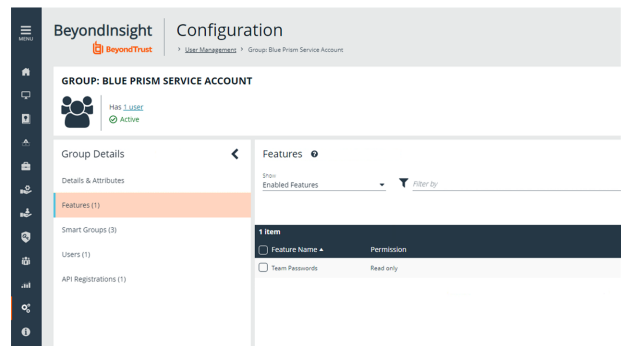 MENU
BeyondInsight
BeyondTrust
Configuration
› User Management › Group: Blue Prism Service Account
GROUP: BLUE PRISM SERVICE ACCOUNT
Has 1 user
Active
Group Details
Details & Attributes
Features (1)
Smart Groups (3)
Users (1)
API Registrations (1)
Features
Show
Enabled Features
Filter by
1 item
Feature Name Permission
Team Passwords Read only